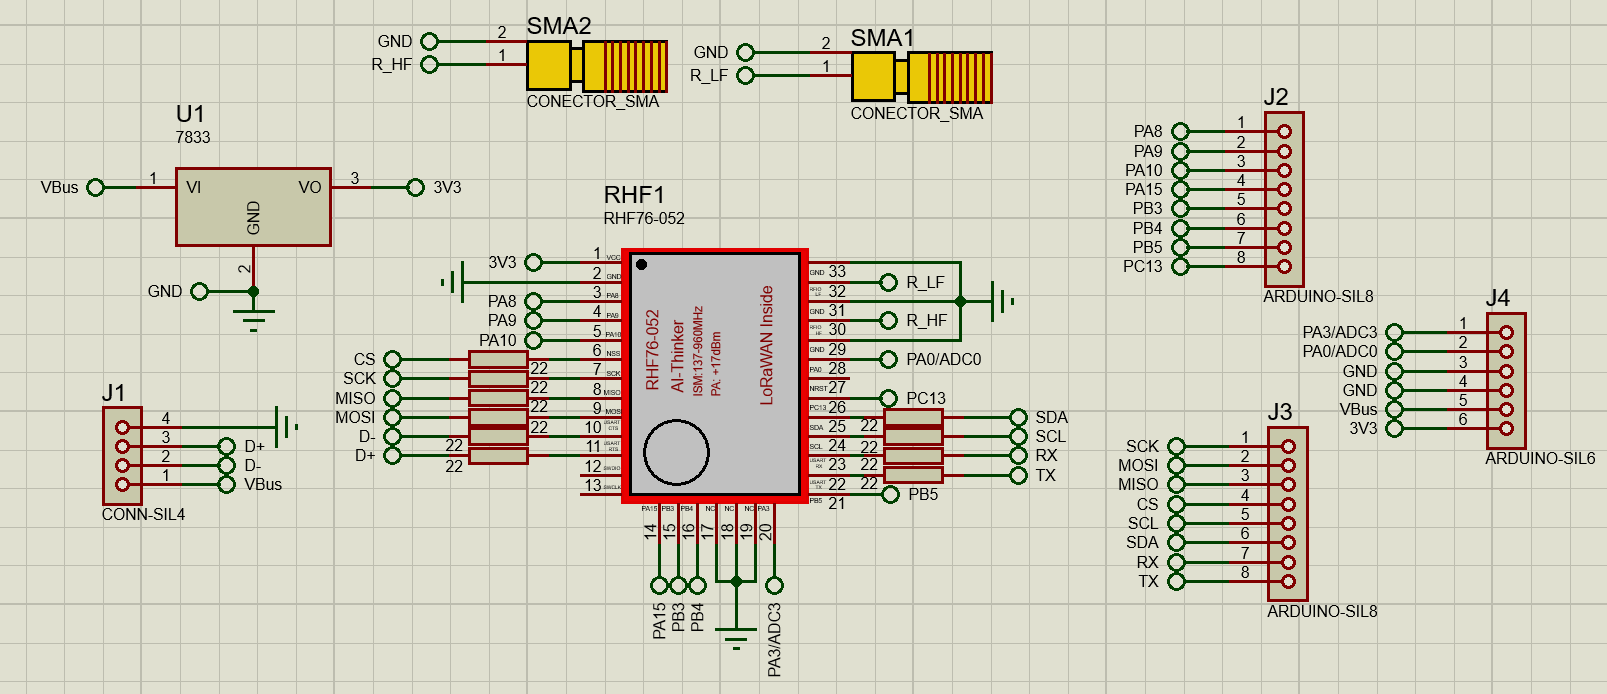 SMA2
GND 2
R_HF 1
CONECTOR_SMA
SMA1
GND 2
R_LF 1
CONECTOR_SMA
U1
7833
VBus 1 VI VO 3 3V3
GND
2
GND
J1
4
3 D+
2 D-
1 VBus
CONN-SIL4
RHF1
RHF76-052
3V3 1 VCC
2 GND
PA8 3 PA8
PA9 4 PA9
PA10 5 PA10
CS 22 6 NSS
SCK 22 7 SCK
MISO 22 8 MISO
MOSI 22 9 MOSI
D- 22 10 USART CTS
D+ 22 11 USART RTS
12 SWDIO
13 SWCLK
RHF76-052
AI-Thinker
ISM:137-960MHz
PA: +17dBm
LoRaWAN Inside
GND 33
RFIO LF 32 R_LF
GND 31
RFIO HF 30 R_HF
GND 29
PA0 28 PA0/ADC0
NRST 27
PC13 26 PC13
SDA 25 22 SDA
SCL 24 22 SCL
USART RX 23 22 RX
USART TX 22 22 TX
PB5 21 PB5
PA15 PB3 PB4 NC NC NC PA3
14 15 16 17 18 19 20
PA15
PB3
PB4
PA3/ADC3
J2
PA8 1
PA9 2
PA10 3
PA15 4
PB3 5
PB4 6
PB5 7
PC13 8
ARDUINO-SIL8
J4
PA3/ADC3 1
PA0/ADC0 2
GND 3
GND 4
VBus 5
3V3 6
ARDUINO-SIL6
J3
SCK 1
MOSI 2
MISO 3
CS 4
SCL 5
SDA 6
RX 7
TX 8
ARDUINO-SIL8